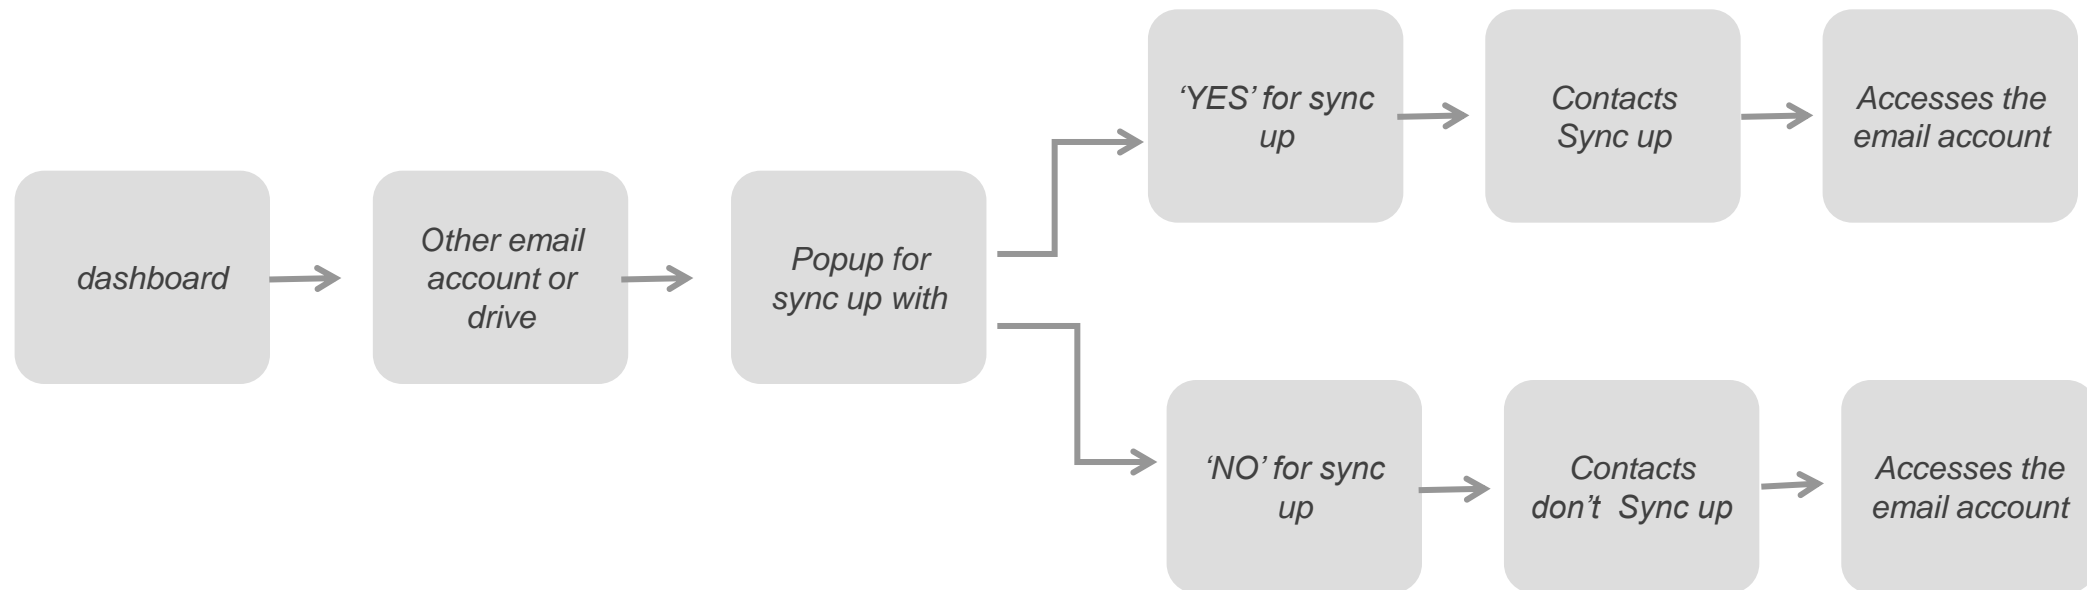 dashboard
Other email
account or
drive
Popup for
sync up with
‘YES’ for sync
up
Contacts
Sync up
Accesses the
email account
‘NO’ for sync
up
Contacts
don’t  Sync up
Accesses the
email account